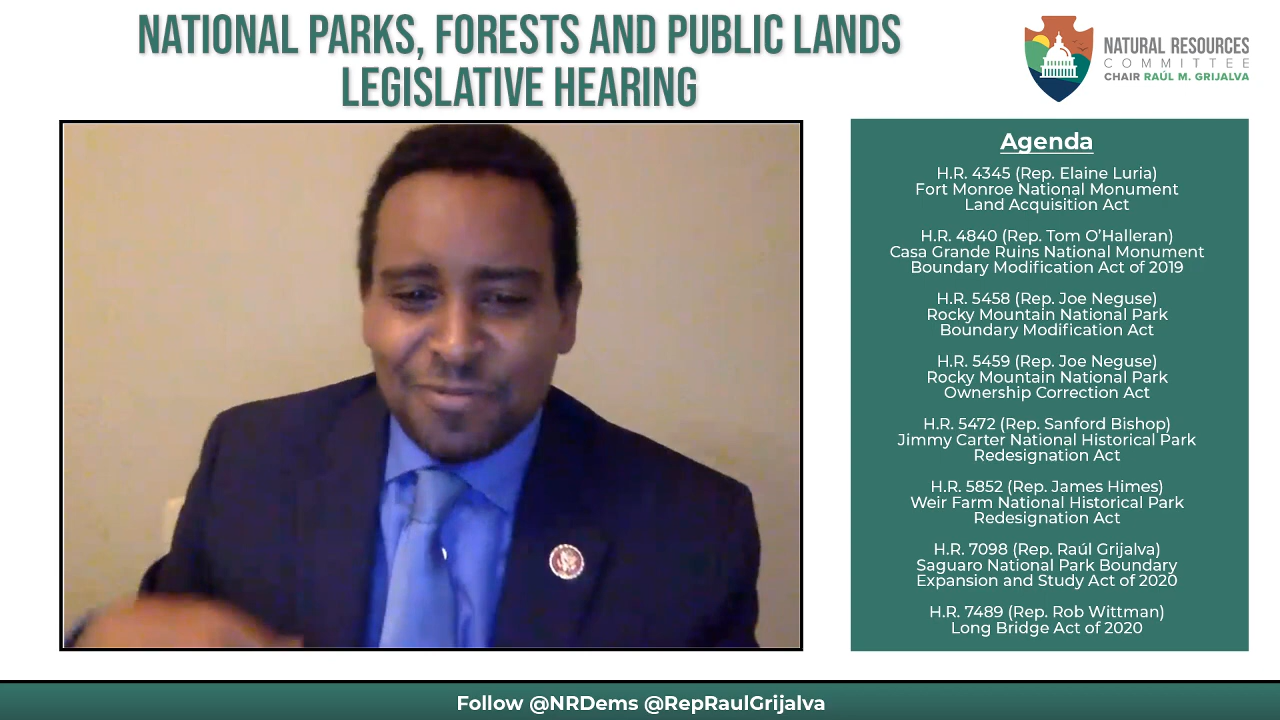 NATIONAL PARKS, FORESTS AND PUBLIC LANDS
LEGISLATIVE HEARING
NATURAL RESOURCES
COMMITTEE
CHAIR RAÚL M. GRIJALVA
Agenda
H.R. 4345 (Rep. Elaine Luria)
Fort Monroe National Monument
Land Acquisition Act
H.R. 4840 (Rep. Tom O’Halleran)
Casa Grande Ruins National Monument
Boundary Modification Act of 2019
H.R. 5458 (Rep. Joe Neguse)
Rocky Mountain National Park
Boundary Modification Act
H.R. 5459 (Rep. Joe Neguse)
Rocky Mountain National Park
Ownership Correction Act
H.R. 5472 (Rep. Sanford Bishop)
Jimmy Carter National Historical Park
Redesignation Act
H.R. 5852 (Rep. James Himes)
Weir Farm National Historical Park
Redesignation Act
H.R. 7098 (Rep. Raúl Grijalva)
Saguaro National Park Boundary
Expansion and Study Act of 2020
H.R. 7489 (Rep. Rob Wittman)
Long Bridge Act of 2020
Follow @NRDems @RepRaulGrijalva